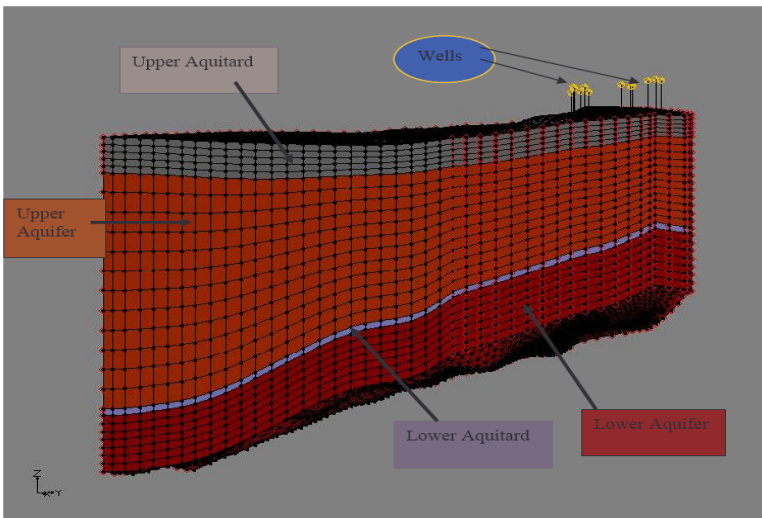 Upper Aquitard
Wells
Upper
Aquifer
Lower Aquitard
Lower Aquifer
Z
X Y